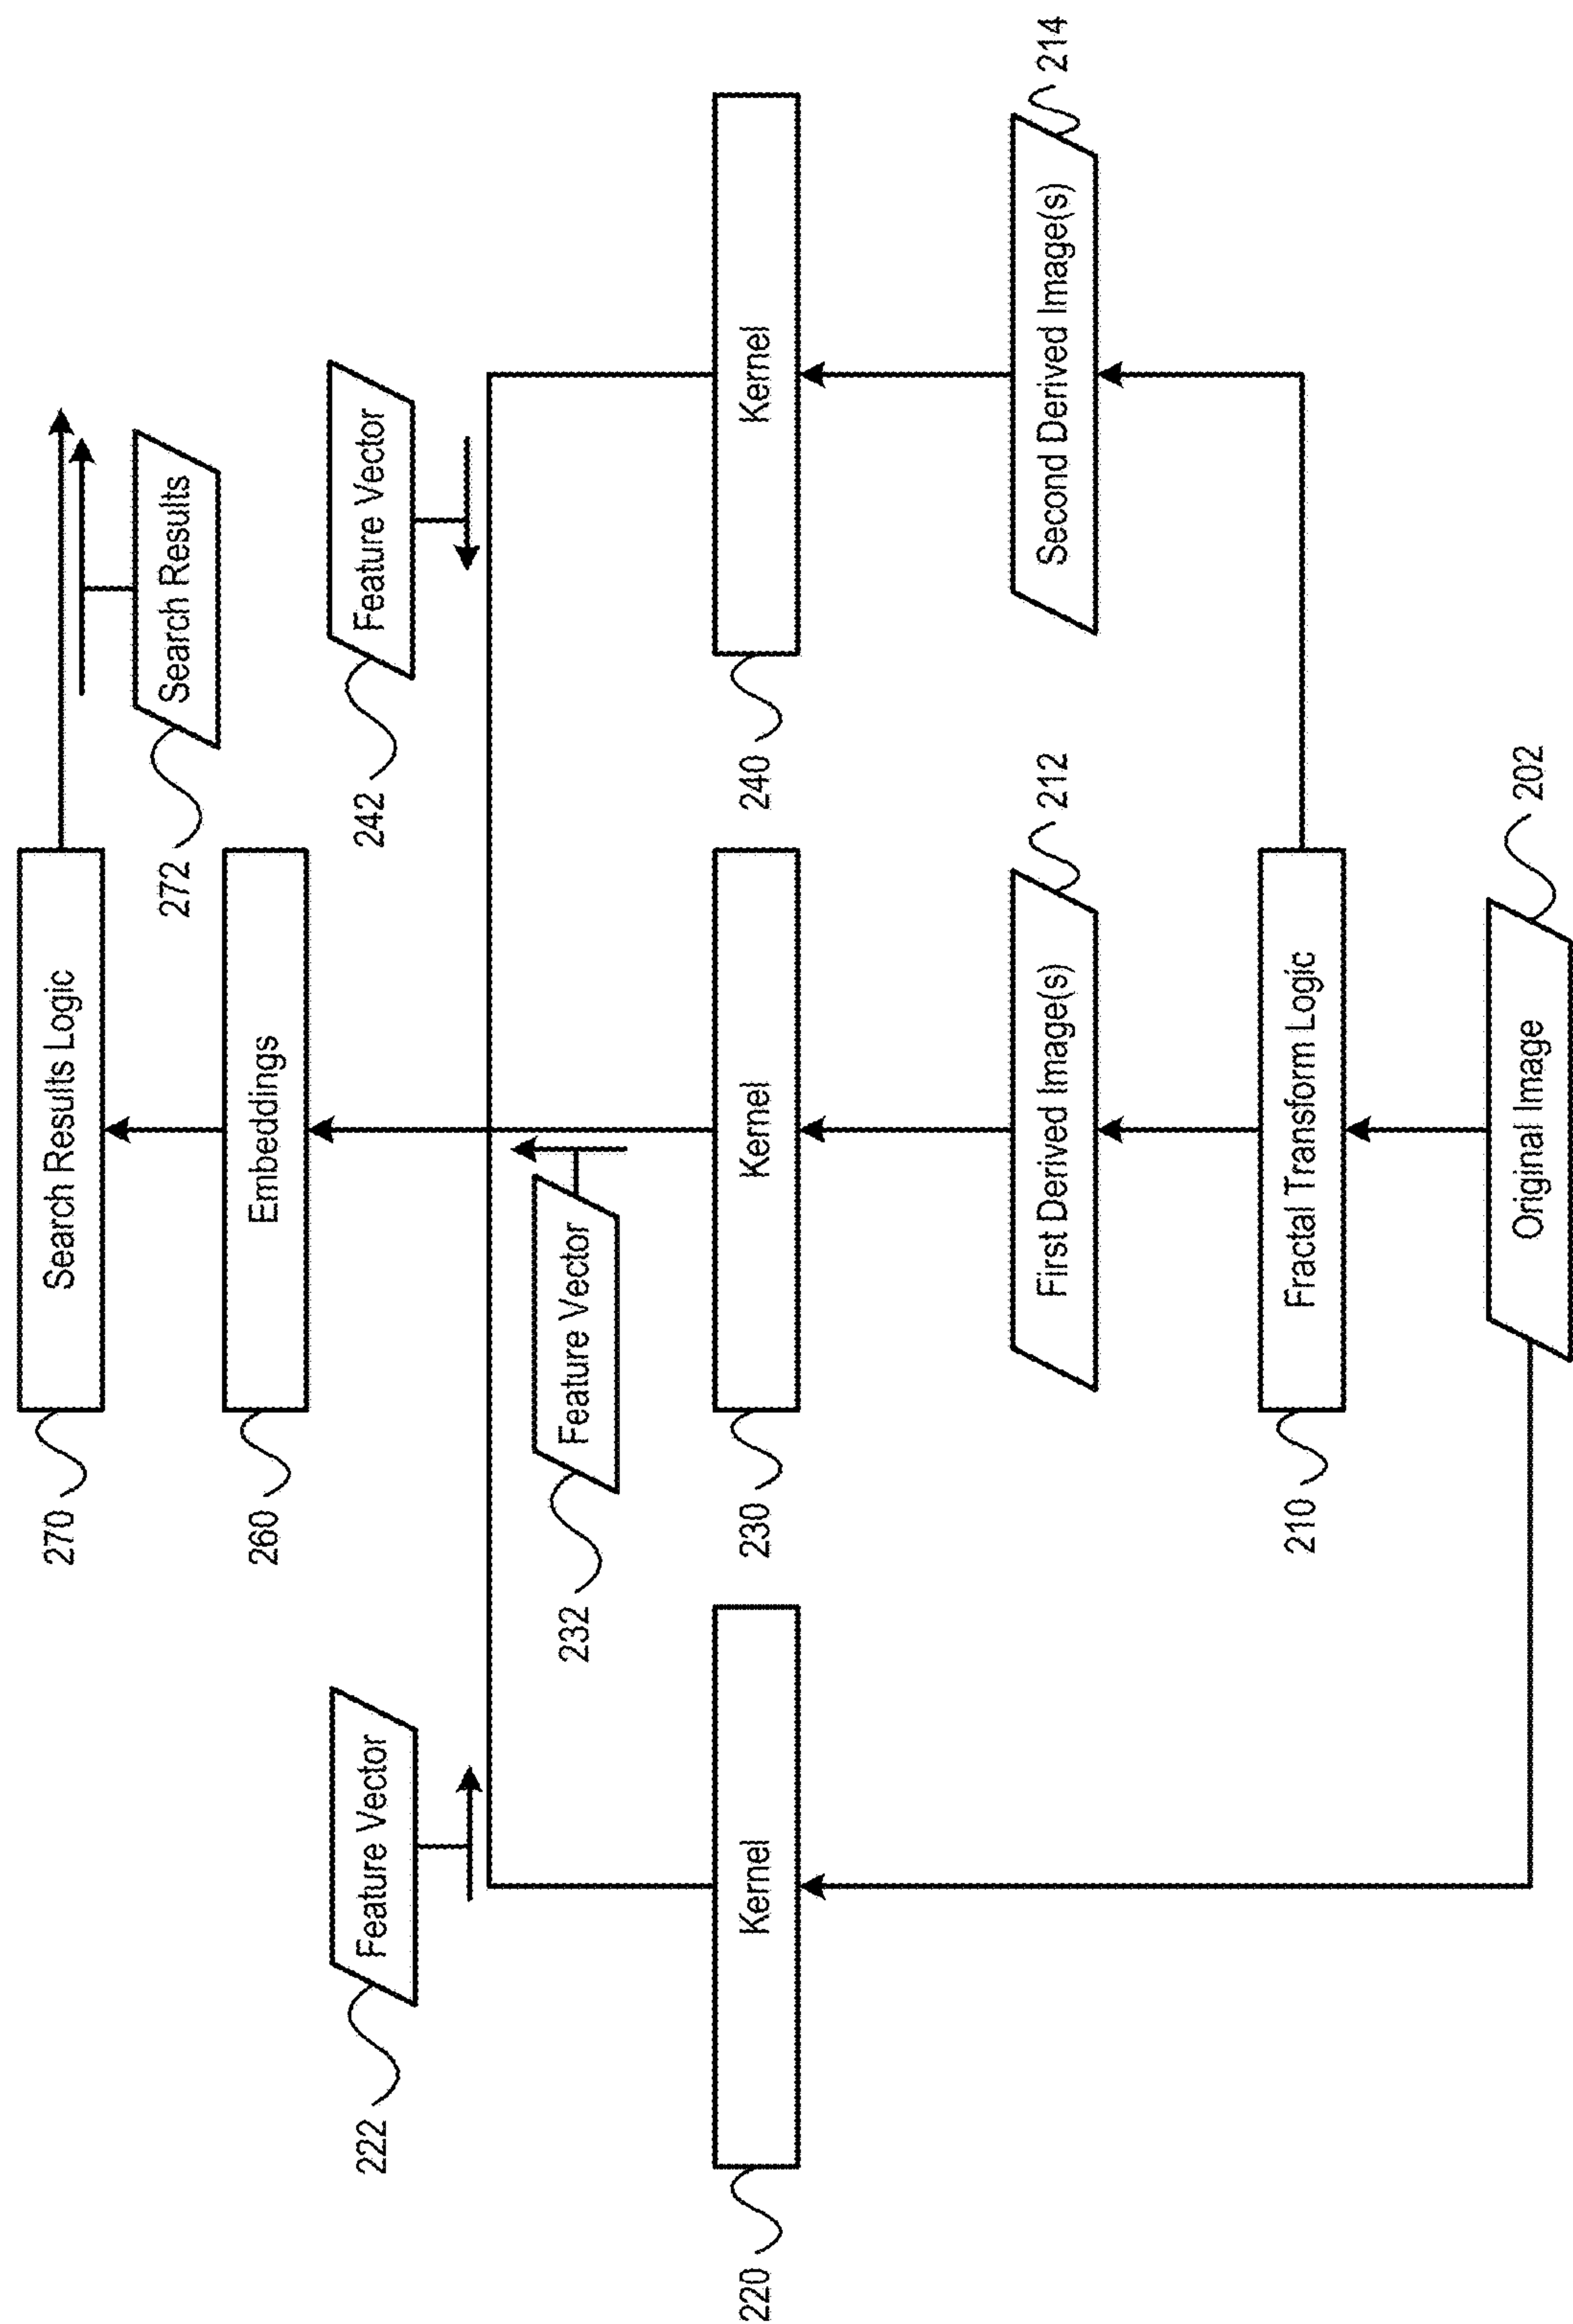 270
Search Results Logic
272
Search Results
260
Embeddings
222
Feature Vector
242
Feature Vector
232
Feature Vector
220
Kernel
230
Kernel
240
Kernel
First Derived Image(s)
212
Second Derived Image(s)
214
210
Fractal Transform Logic
Original Image
202